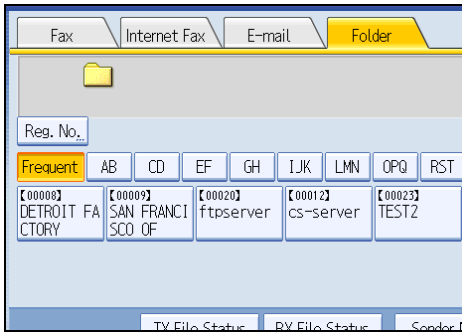 Fax Internet Fax E-mail Folder
Reg. No.
Frequent AB CD EF GH IJK LMN OPQ RST
【00008】 【00009】 【00020】 【00012】 【00023】
DETROIT FA SAN FRANCI ftpserver cs-server TEST2
CTORY SCO OF
TX File Status RX File Status Sender